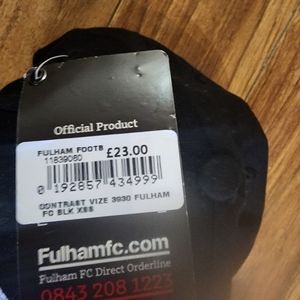 Official Product
FULHAM FOOTB
11839080 £23.00
0 192857 434999
CONTRAST VIZE 3930 FULHAM
FC BLK XSS
Fulhamfc.com
Fulham FC Direct Orderline
0843 208 1223